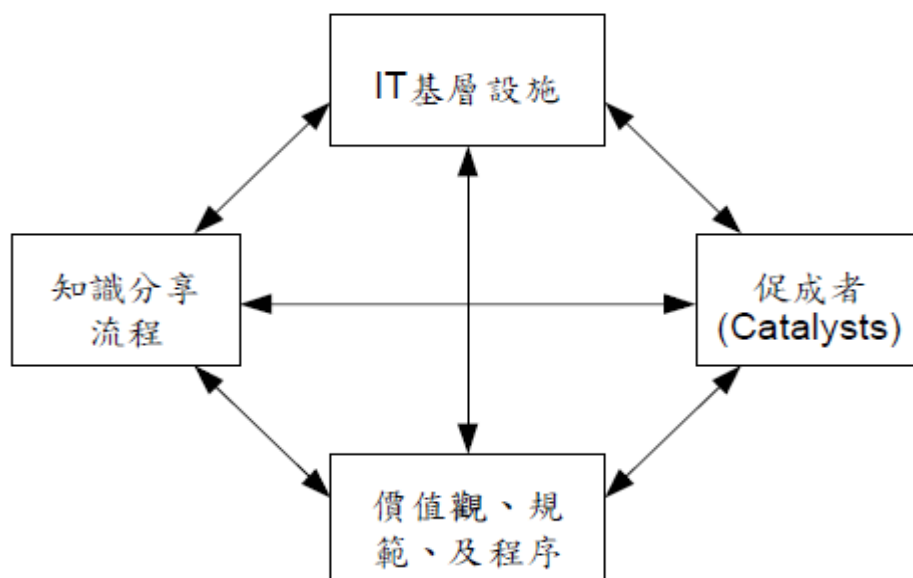 IT基層設施
知識分享
流程
促成者
(Catalysts)
價值觀、規
範、及程序